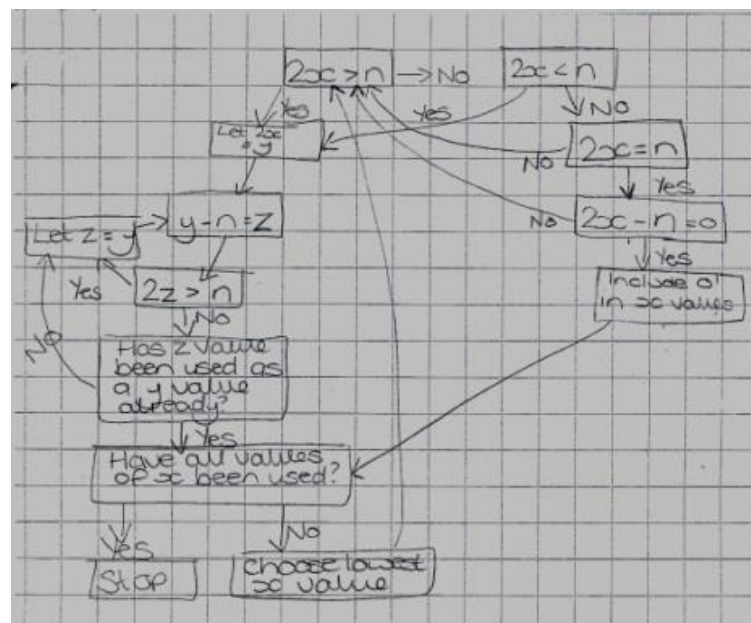 2x>n → No
2x<n
Yes
Yes
No
Let 2x
=y
2x=n
No
Yes
y-n=z
Let z=y
No
2x-n=0
Yes
Yes
2z>n
Include 0'
in x values
No
No
Has z value
been used as
a y value
already?
Yes
Have all values
of x been used?
Yes
No
Stop
choose lowest
x value